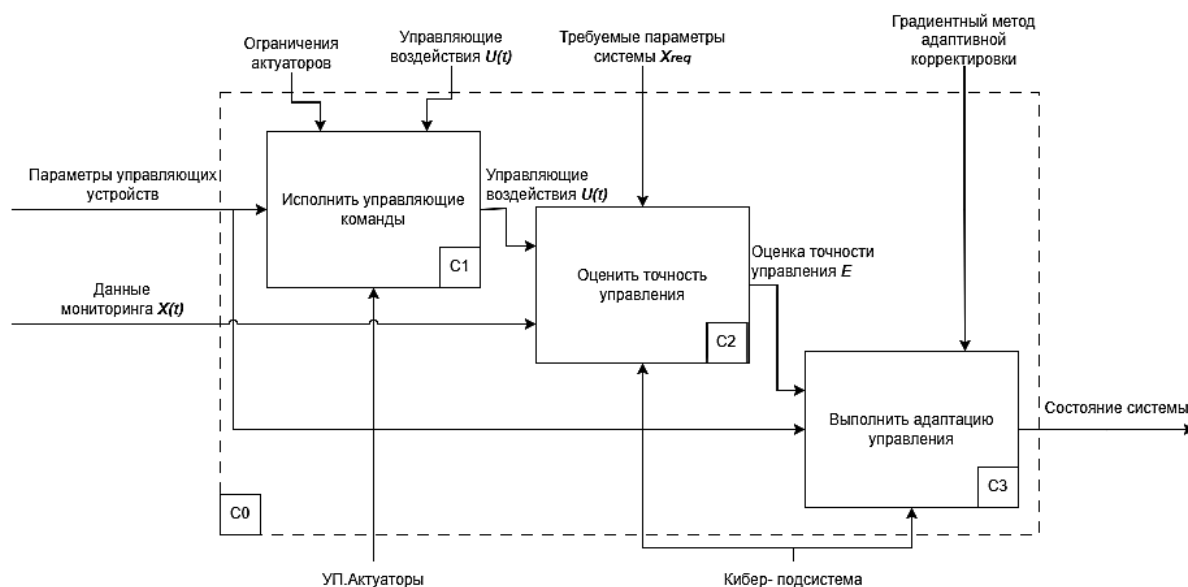 Градиентный метод
адаптивной
корректировки
Ограничения
актуаторов
Управляющие
воздействия U(t)
Требуемые параметры
системы Xreq
Параметры управляющих
устройств
Исполнить управляющие
команды
C1
Управляющие
воздействия U(t)
Данные
мониторинга X(t)
Оценить точность
управления
C2
Оценка точности
управления E
Выполнить адаптацию
управления
C3
Состояние системы
C0
УП.Актуаторы
Кибер- подсистема